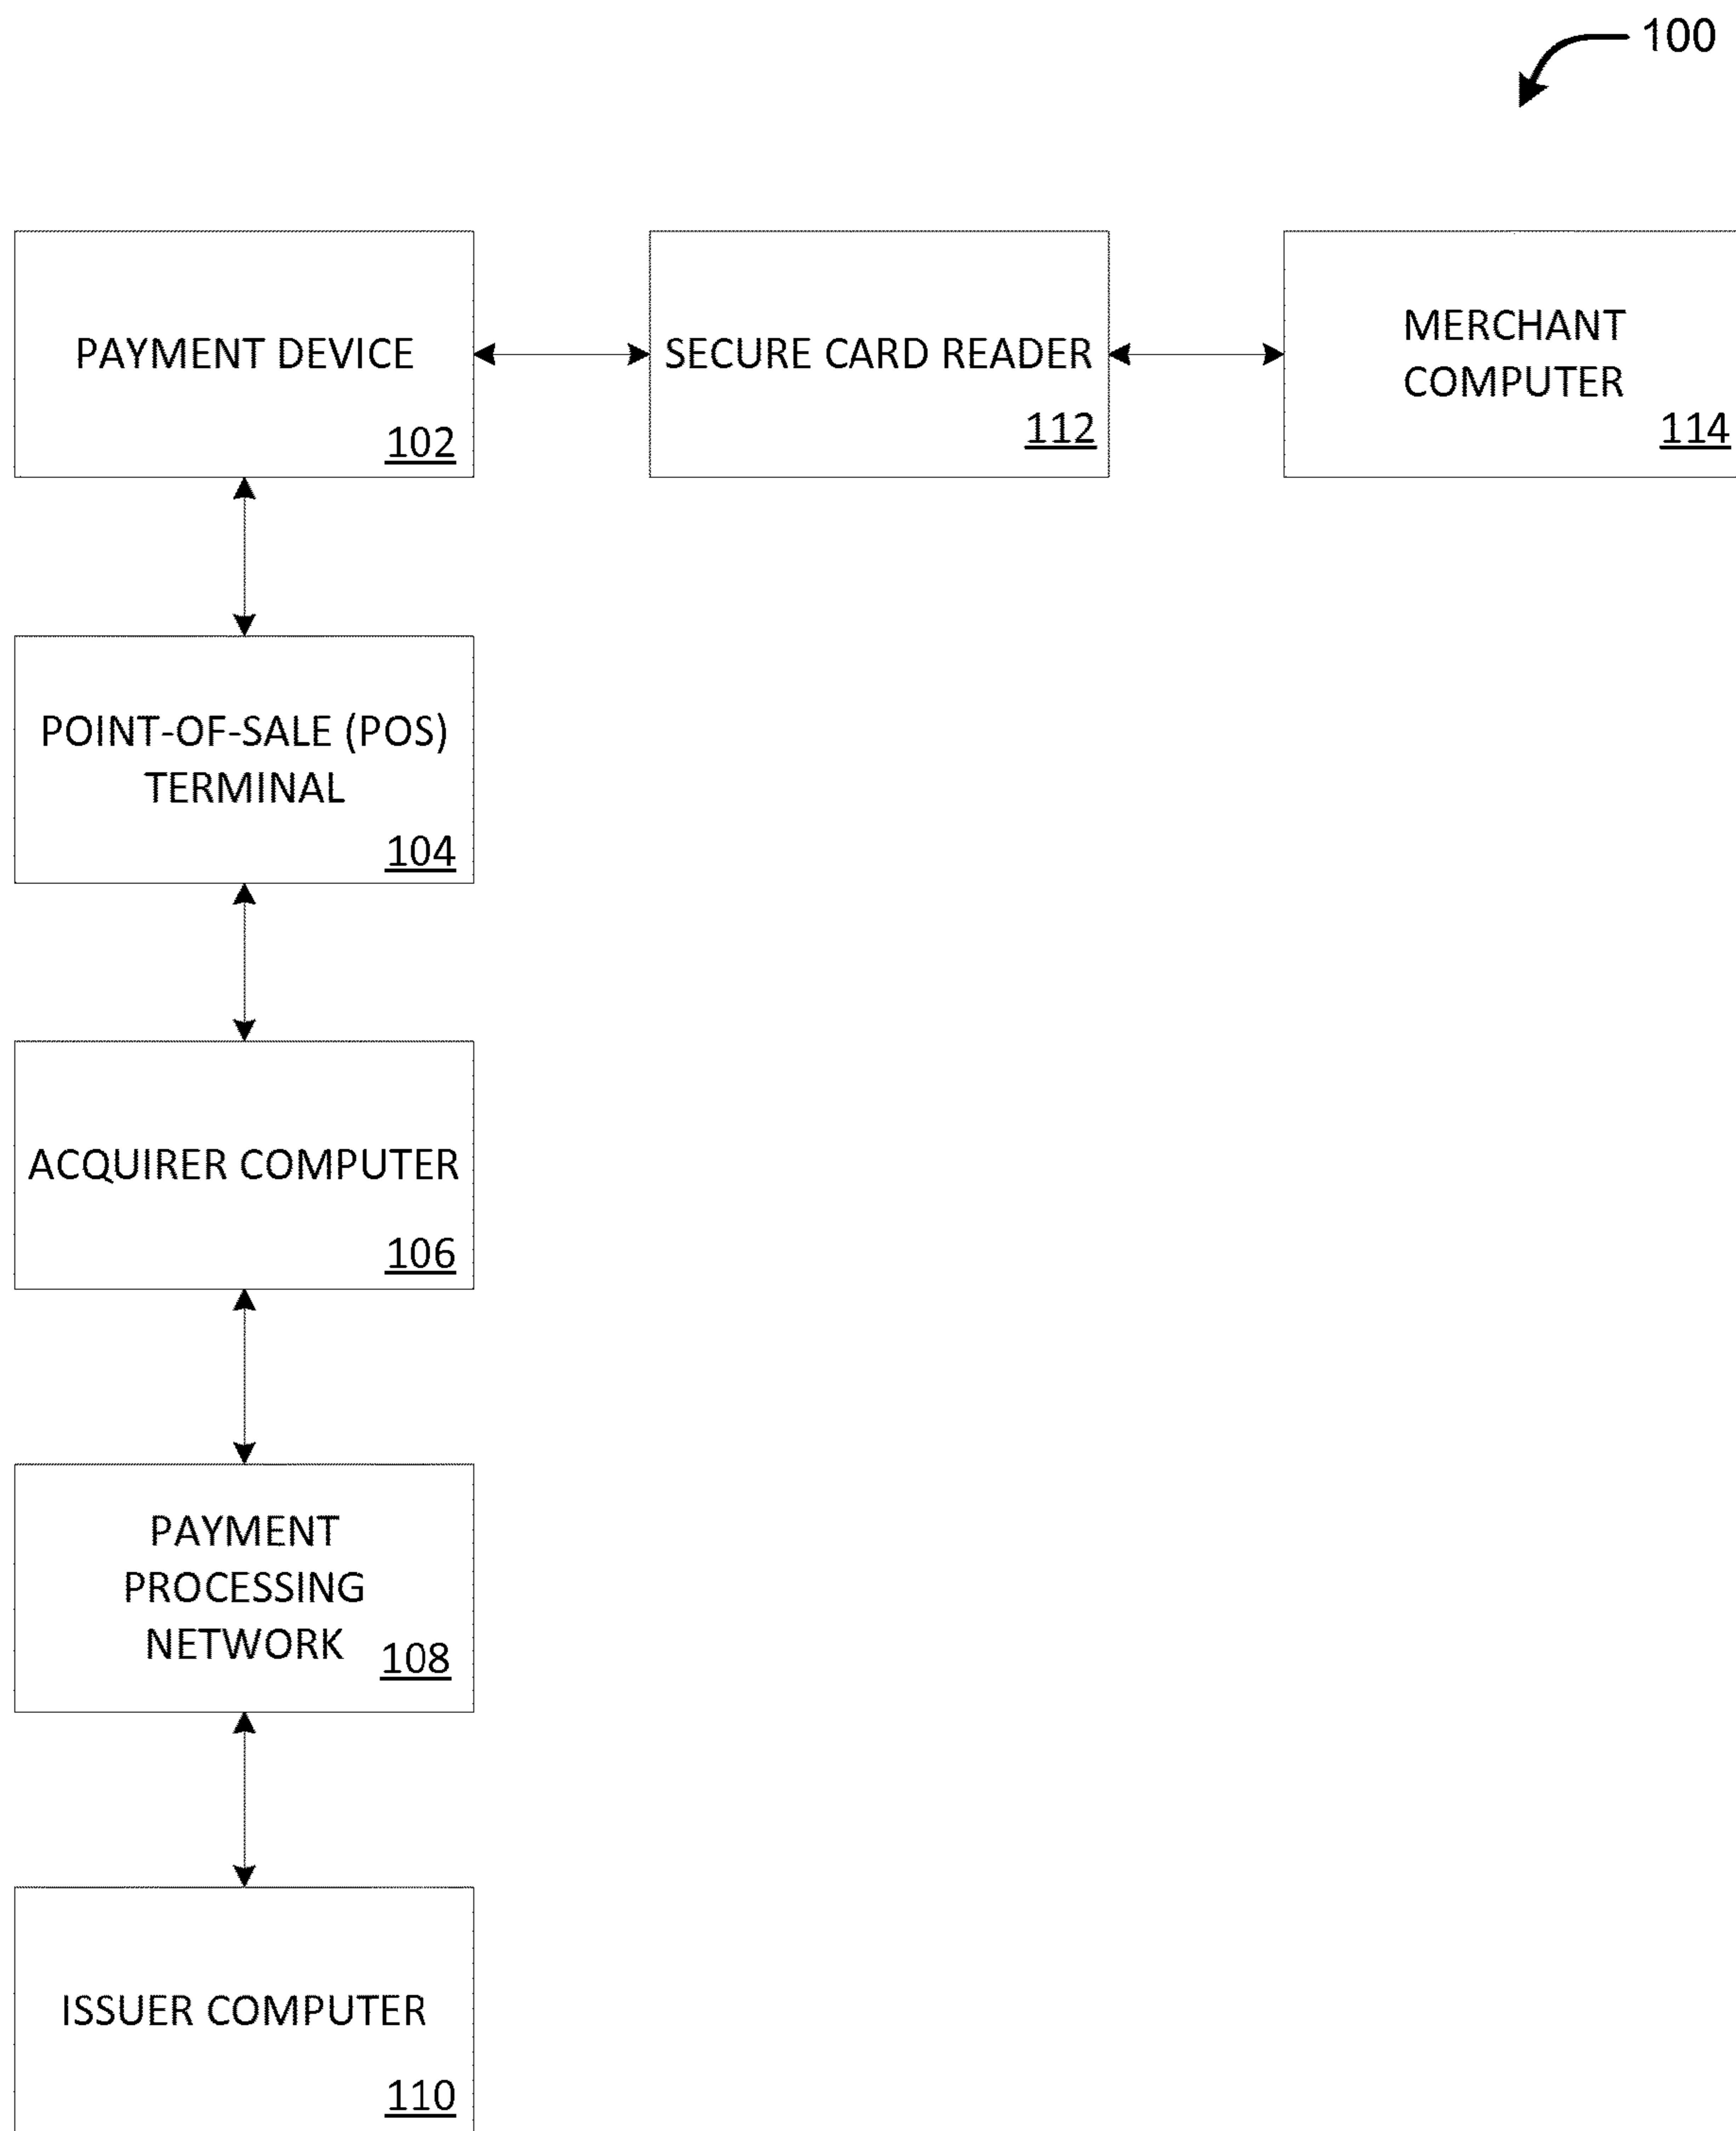 100
PAYMENT DEVICE
102
SECURE CARD READER
112
MERCHANT
COMPUTER
114
POINT-OF-SALE (POS)
TERMINAL
104
ACQUIRER COMPUTER
106
PAYMENT
PROCESSING
NETWORK
108
ISSUER COMPUTER
110